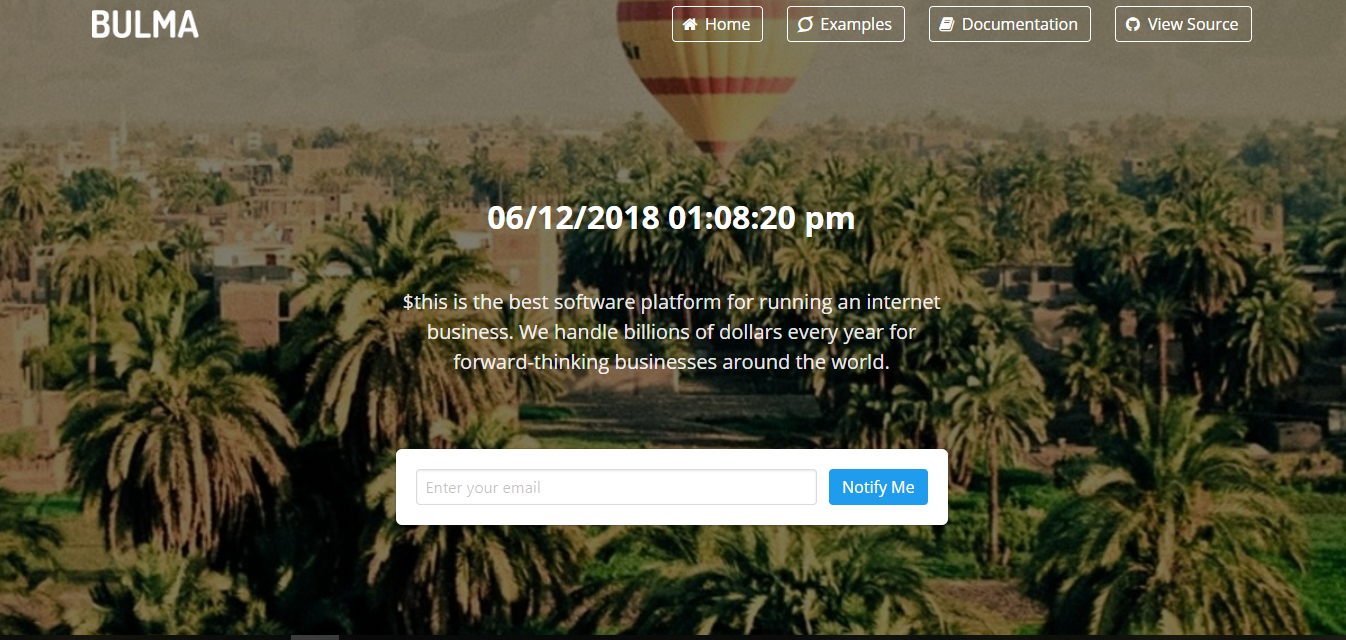 BULMA
Home
Examples
Documentation
View Source
06/12/2018 01:08:20 pm
$this is the best software platform for running an internet
business. We handle billions of dollars every year for
forward-thinking businesses around the world.
Enter your email
Notify Me